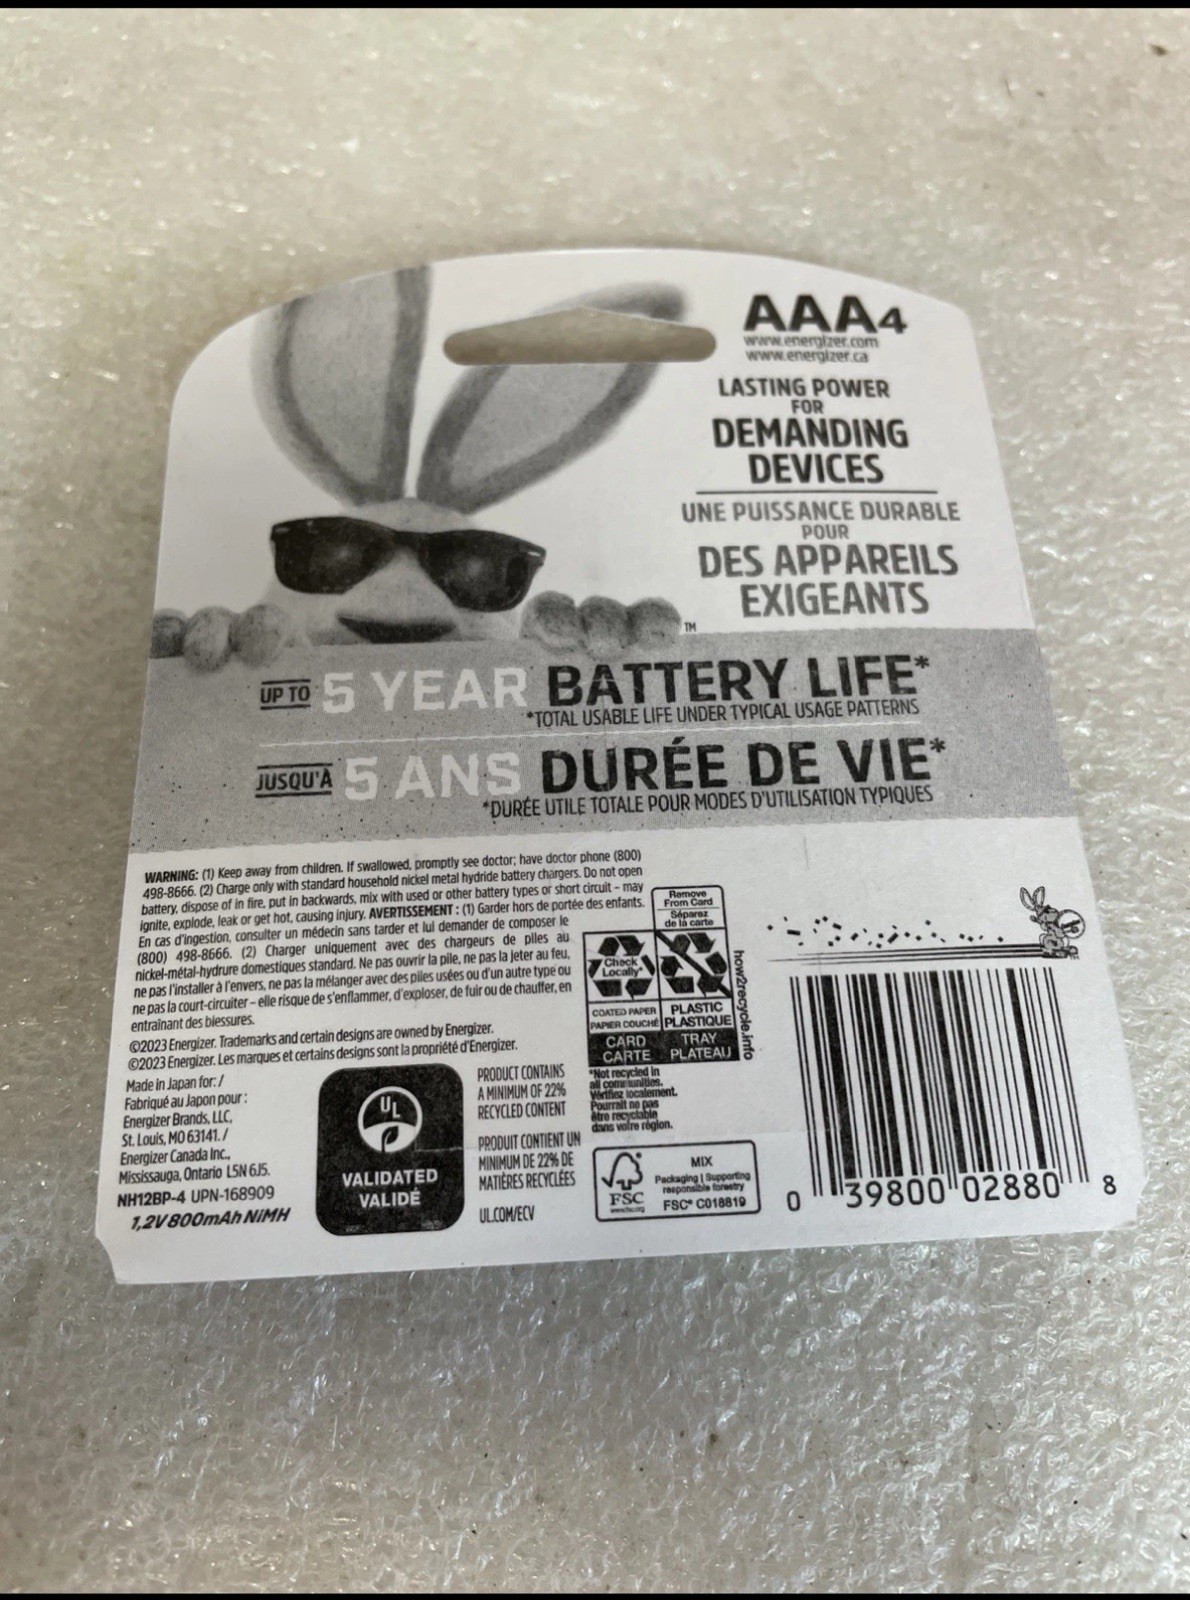 AAA4
www.energizer.com
www.energizer.ca
LASTING POWER
FOR
DEMANDING
DEVICES
UNE PUISSANCE DURABLE
POUR
DES APPAREILS
EXIGEANTS
TM
UP TO 5 YEAR BATTERY LIFE*
*TOTAL USABLE LIFE UNDER TYPICAL USAGE PATTERNS
JUSQU'À 5 ANS DURÉE DE VIE*
*DURÉE UTILE TOTALE POUR MODES D'UTILISATION TYPIQUES
WARNING: (1) Keep away from children. If swallowed, promptly see doctor; have doctor phone (800)
498-8666. (2) Charge only with standard household nickel metal hydride battery chargers. Do not open
battery, dispose of in fire, put in backwards, mix with used or other battery types or short circuit – may
ignite, explode, leak or get hot, causing injury. AVERTISSEMENT : (1) Garder hors de portée des enfants.
En cas d'ingestion, consulter un médecin sans tarder et lui demander de composer le
(800) 498-8666. (2) Charger uniquement avec des chargeurs de piles au
nickel-métal-hydrure domestiques standard. Ne pas ouvrir la pile, ne pas la jeter au feu,
ne pas l'installer à l'envers, ne pas la mélanger avec des piles usées ou d'un autre type ou
ne pas la court-circuiter – elle risque de s'enflammer, d'exploser, de fuir ou de chauffer, en
entraînant des blessures.
©2023 Energizer. Trademarks and certain designs are owned by Energizer.
©2023 Energizer. Les marques et certains designs sont la propriété d'Energizer.
Made in Japan for: /
Fabriqué au Japon pour :
Energizer Brands, LLC,
St. Louis, MO 63141. /
Energizer Canada Inc.,
Mississauga, Ontario L5N 6J5.
NH12BP-4 UPN-168909
1,2V 800mAh NiMH
UL
VALIDATED
VALIDÉ
PRODUCT CONTAINS
A MINIMUM OF 22%
RECYCLED CONTENT
PRODUIT CONTIENT UN
MINIMUM DE 22% DE
MATIÈRES RECYCLÉES
UL.COM/ECV
Remove
From Card
Séparez
de la carte
Check
Locally*
COATED PAPER
PAPIER COUCHÉ
PLASTIC
PLASTIQUE
CARD
CARTE
TRAY
PLATEAU
how2recycle.info
*Not recycled in
all communities.
Vérifiez localement.
Pourrait ne pas
être recyclable
dans votre région.
FSC
www.fsc.org
MIX
Packaging | Supporting
responsible forestry
FSC® C018819
0 39800 02880 8